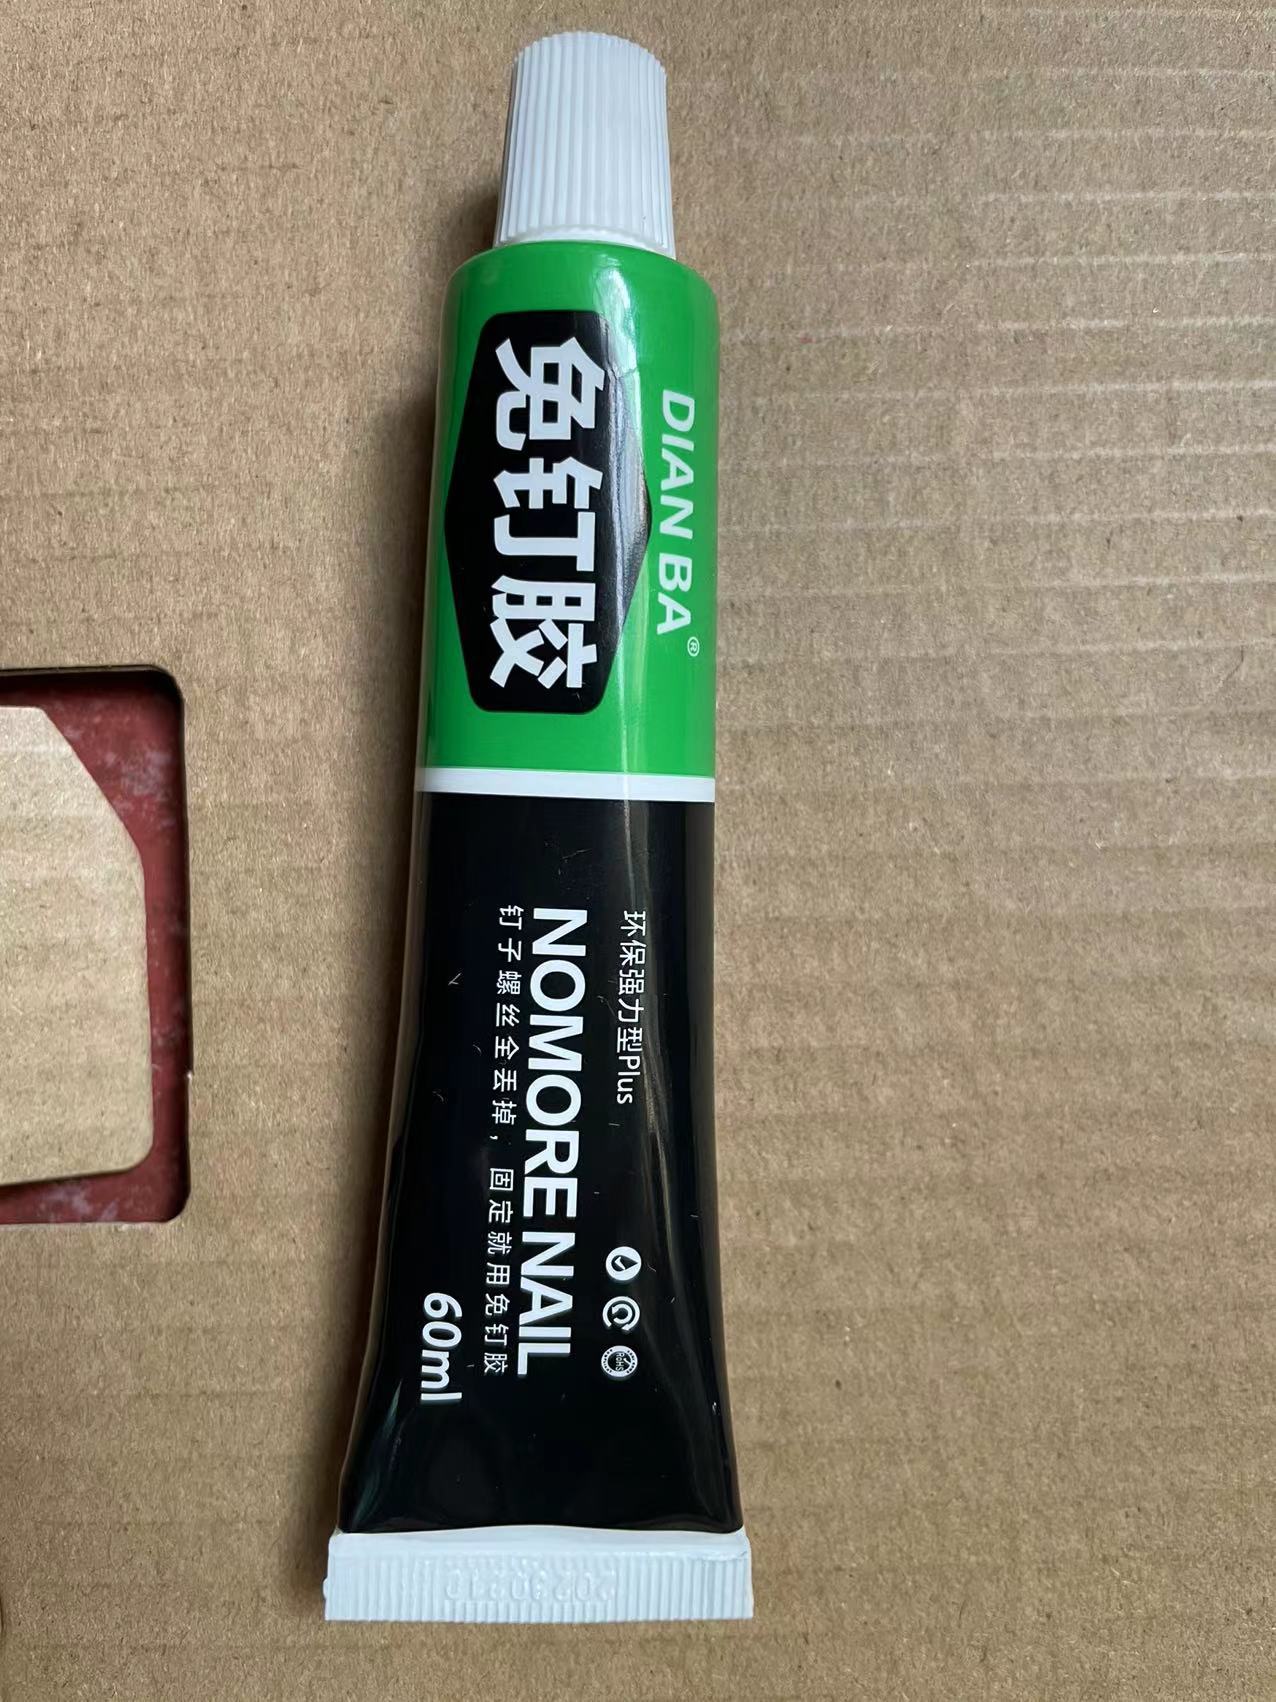 DIAN BA®
免钉胶
环保强力型Plus
NOMORE NAIL
钉子螺丝全丢掉，固定就用免钉胶
RoHS
60ml